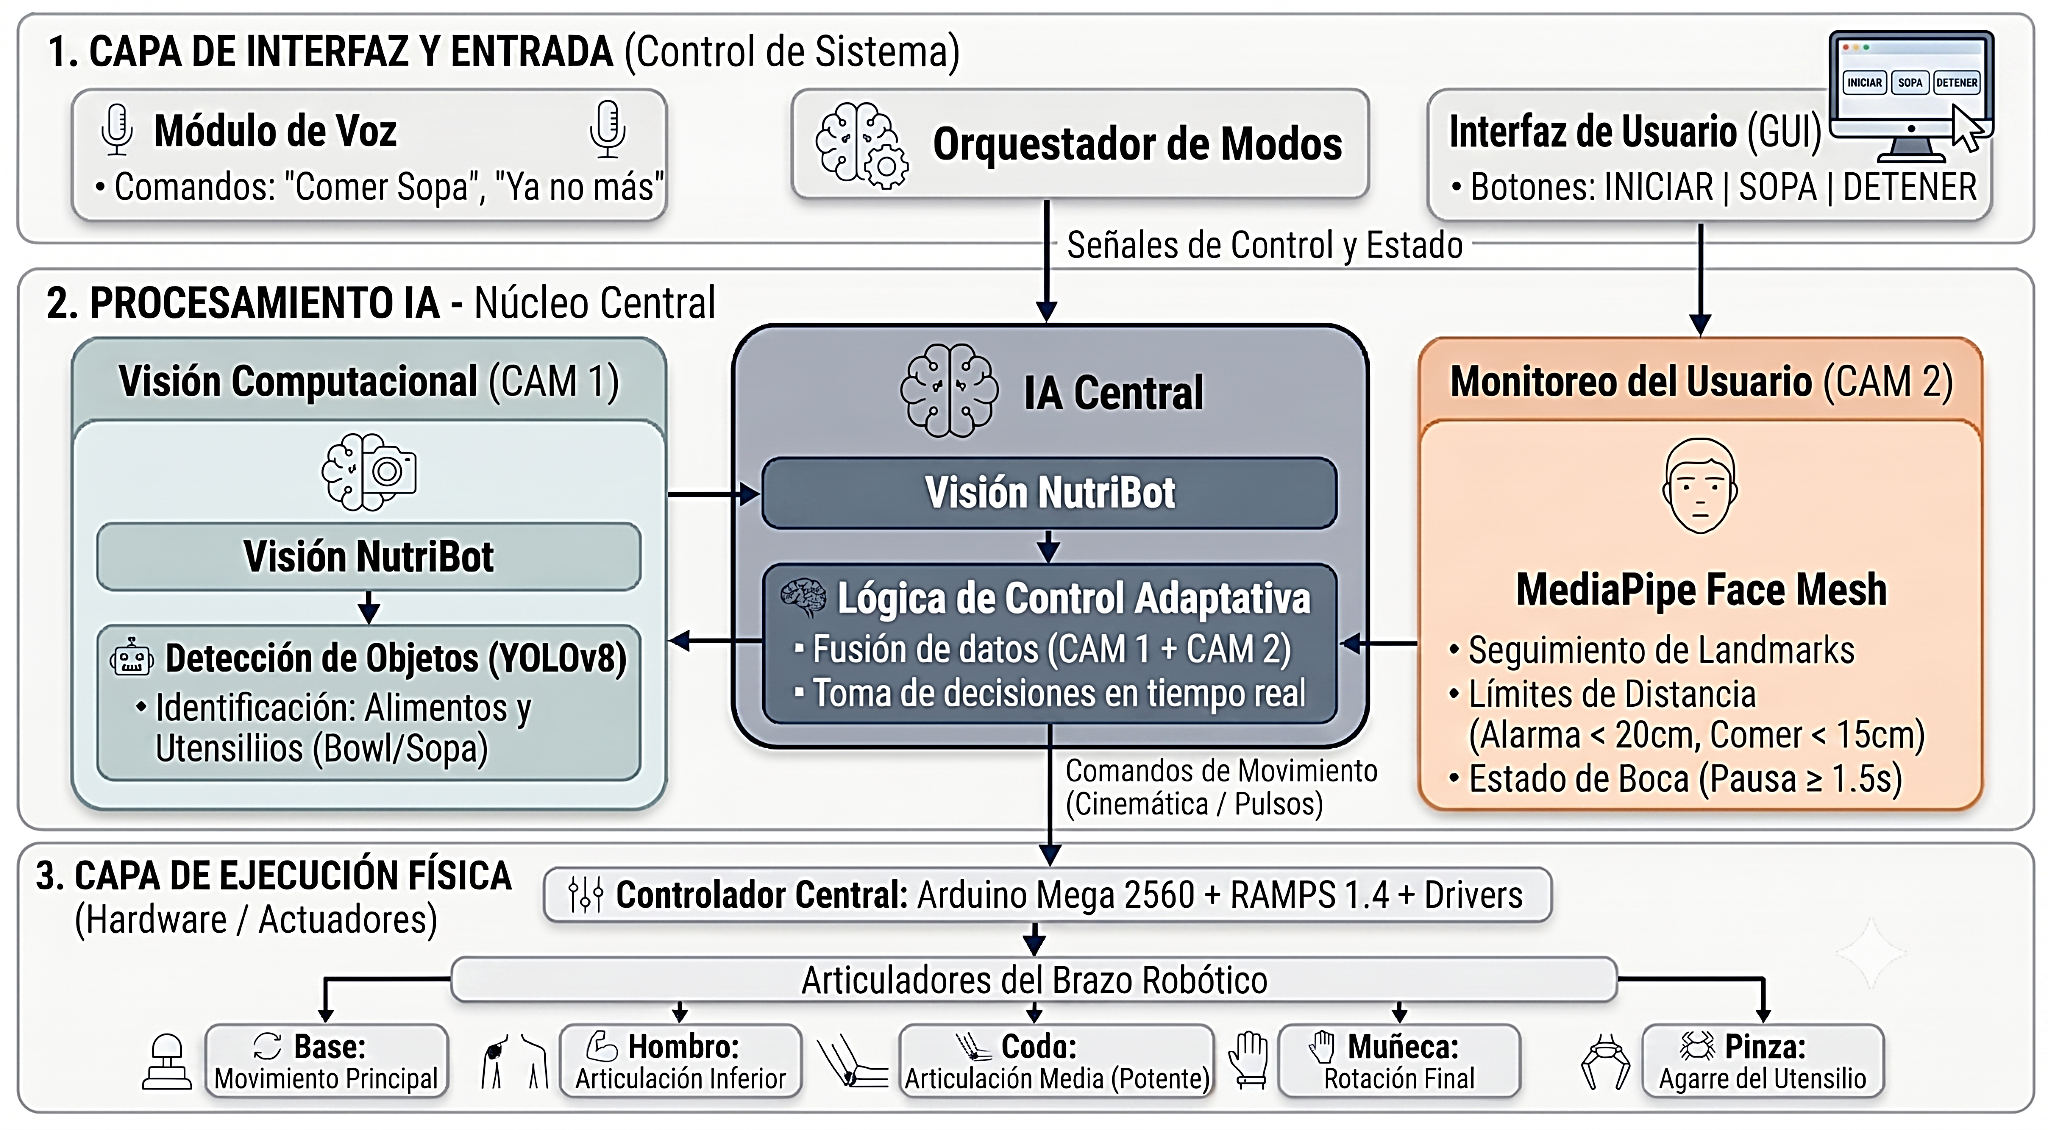 1. CAPA DE INTERFAZ Y ENTRADA (Control de Sistema)
Módulo de Voz
• Comandos: "Comer Sopa", "Ya no más"
Orquestador de Modos
Interfaz de Usuario (GUI)
• Botones: INICIAR | SOPA | DETENER
INICIAR SOPA DETENER
Señales de Control y Estado
2. PROCESAMIENTO IA - Núcleo Central
Visión Computacional (CAM 1)
Visión NutriBot
Detección de Objetos (YOLOv8)
• Identificación: Alimentos y
Utensiliios (Bowl/Sopa)
IA Central
Visión NutriBot
Lógica de Control Adaptativa
▪ Fusión de datos (CAM 1 + CAM 2)
▪ Toma de decisiones en tiempo real
Monitoreo del Usuario (CAM 2)
MediaPipe Face Mesh
• Seguimiento de Landmarks
• Límites de Distancia
(Alarma < 20cm, Comer < 15cm)
• Estado de Boca (Pausa ≥ 1.5s)
Comandos de Movimiento
(Cinemática / Pulsos)
3. CAPA DE EJECUCIÓN FÍSICA
(Hardware / Actuadores)
Controlador Central: Arduino Mega 2560 + RAMPS 1.4 + Drivers
Articuladores del Brazo Robótico
Base:
Movimiento Principal
Hombro:
Articulación Inferior
Codo:
Articulación Media (Potente)
Muñeca:
Rotación Final
Pinza:
Agarre del Utensilio